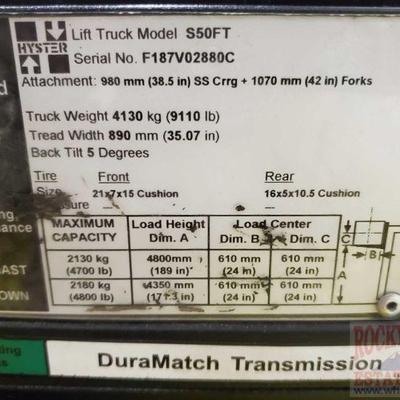 HYSTER Lift Truck Model S50FT
Serial No. F187V02880C
Attachment: 980 mm (38.5 in) SS Crrg + 1070 mm (42 in) Forks
Truck Weight 4130 kg (9110 lb)
Tread Width 890 mm (35.07 in)
Back Tilt 5 Degrees
Tire Front Rear
Size 21x7x15 Cushion 16x5x10.5 Cushion
MAXIMUM Load Height Load Center
CAPACITY Dim. A Dim. B Dim. C
2130 kg 4800mm 610 mm 610 mm
(4700 lb) (189 in) (24 in) (24 in)
2180 kg 4350 mm 610 mm 610 mm
(4800 lb) (171.3 in) (24 in) (24 in)
C
B
A
DuraMatch Transmission